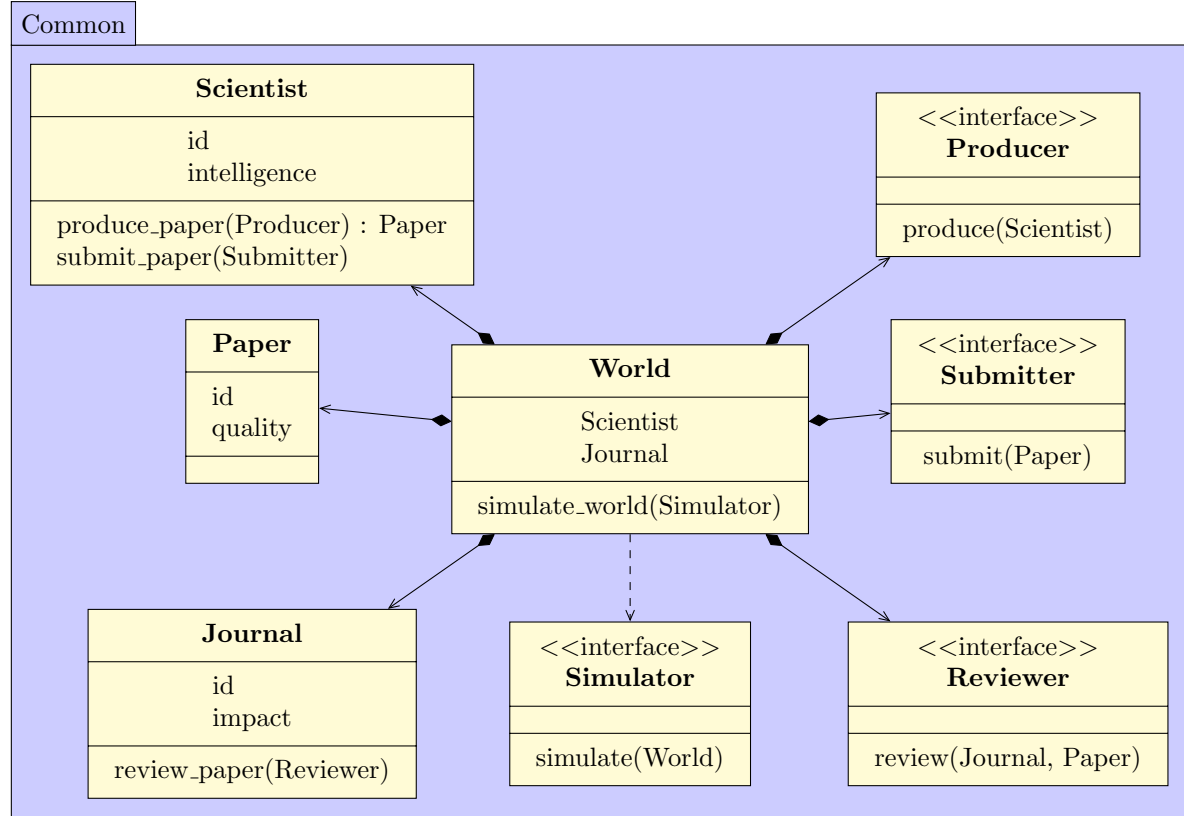 Common
Scientist
id
intelligence
produce_paper(Producer) : Paper
submit_paper(Submitter)
<<interface>>
Producer
produce(Scientist)
Paper
id
quality
World
Scientist
Journal
simulate_world(Simulator)
<<interface>>
Submitter
submit(Paper)
Journal
id
impact
review_paper(Reviewer)
<<interface>>
Simulator
simulate(World)
<<interface>>
Reviewer
review(Journal, Paper)